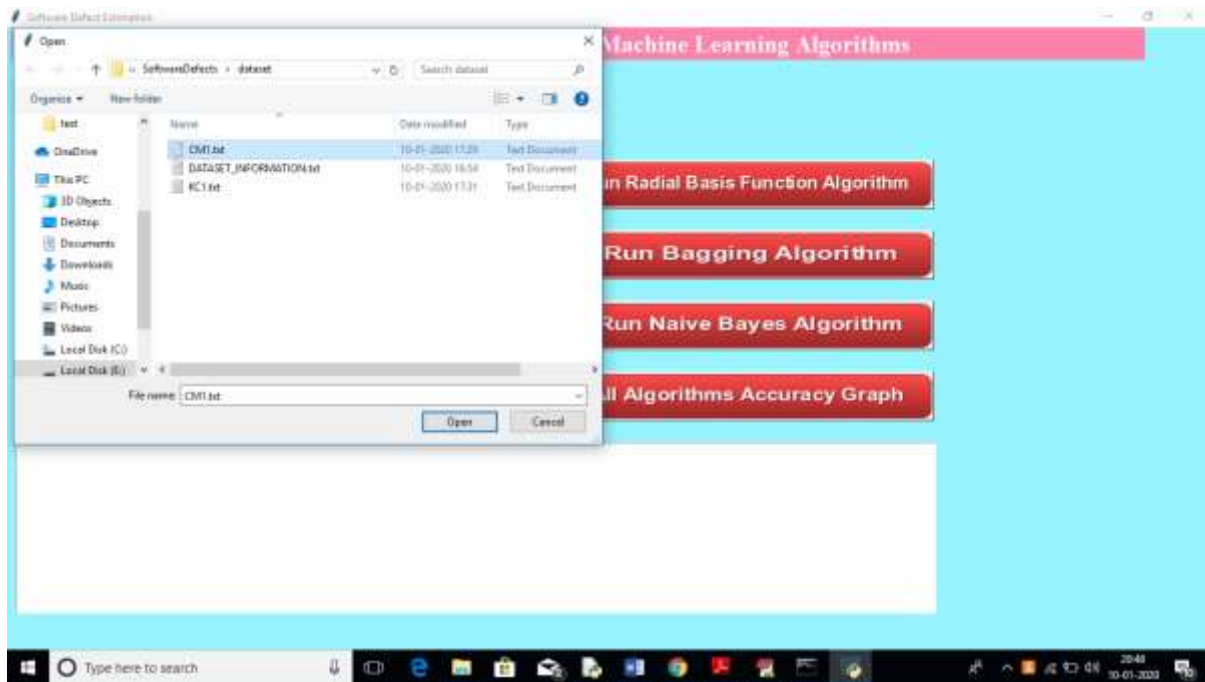 Software Defect Estimation
Open
Machine Learning Algorithms
SoftwareDefects › dataset
Search dataset
Organize
New folder
test
OneDrive
This PC
3D Objects
Desktop
Documents
Downloads
Music
Pictures
Videos
Local Disk (C:)
Local Disk (E:)
Name
Date modified
Type
CM1.txt
10-01-2020 17:29
Text Document
DATASET_INFORMATION.txt
10-01-2020 16:54
Text Document
KC1.txt
10-01-2020 17:31
Text Document
File name:
CM1.txt
Open
Cancel
un Radial Basis Function Algorithm
Run Bagging Algorithm
Run Naive Bayes Algorithm
ll Algorithms Accuracy Graph
Type here to search
20:48
10-01-2020